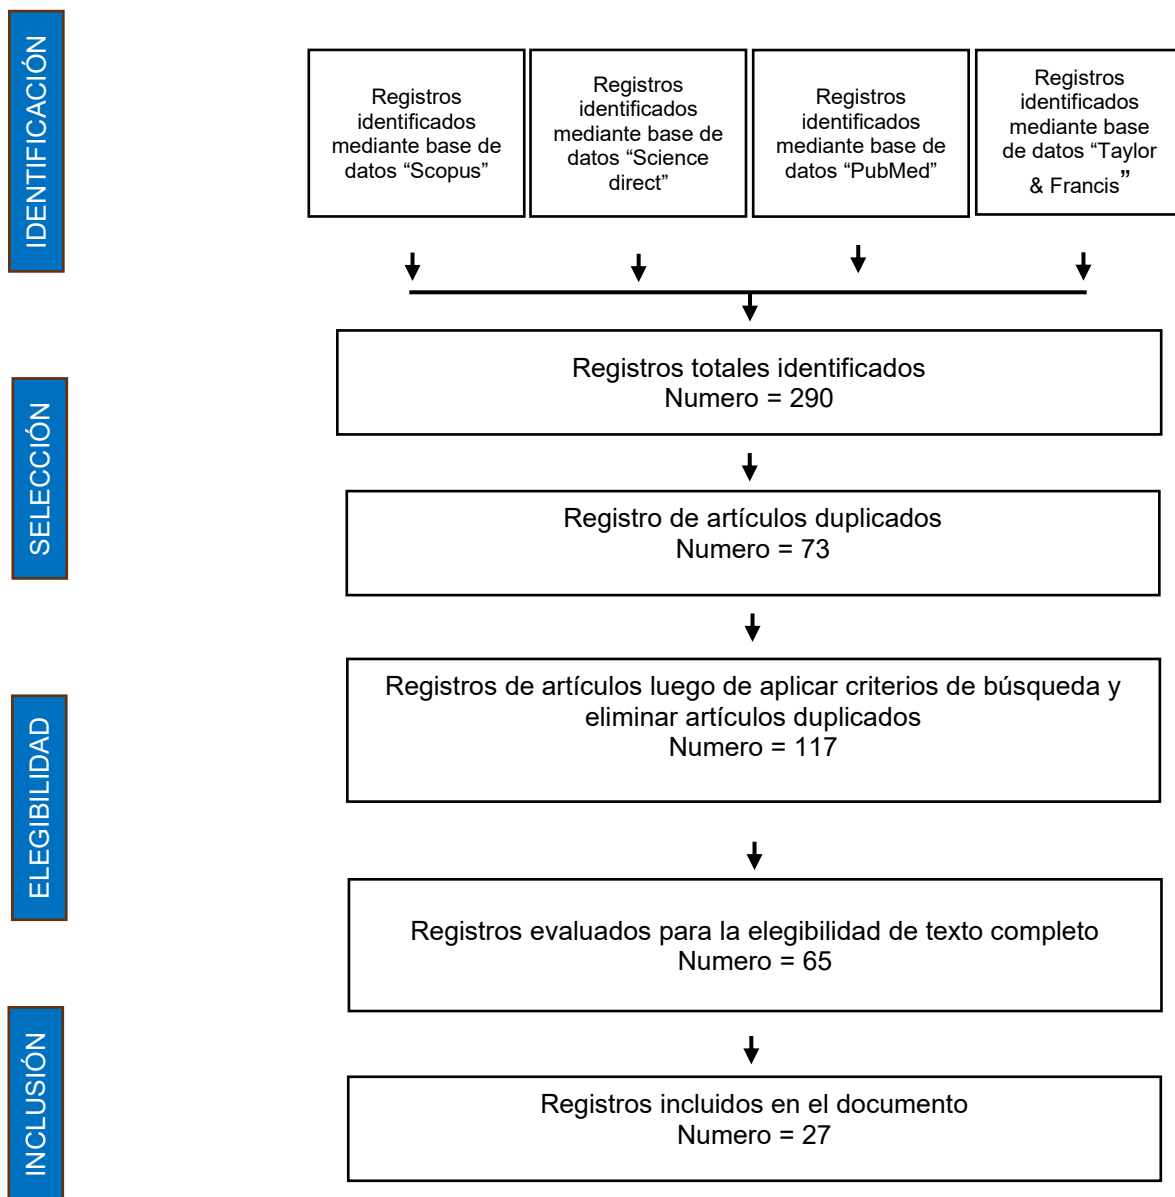 IDENTIFICACIÓN
Registros
identificados
mediante base de
datos “Scopus”
Registros
identificados
mediante base de
datos “Science
direct”
Registros
identificados
mediante base de
datos “PubMed”
Registros
identificados
mediante base
de datos “Taylor
& Francis”
SELECCIÓN
Registros totales identificados
Numero = 290
Registro de artículos duplicados
Numero = 73
ELEGIBILIDAD
Registros de artículos luego de aplicar criterios de búsqueda y
eliminar artículos duplicados
Numero = 117
Registros evaluados para la elegibilidad de texto completo
Numero = 65
INCLUSIÓN
Registros incluidos en el documento
Numero = 27